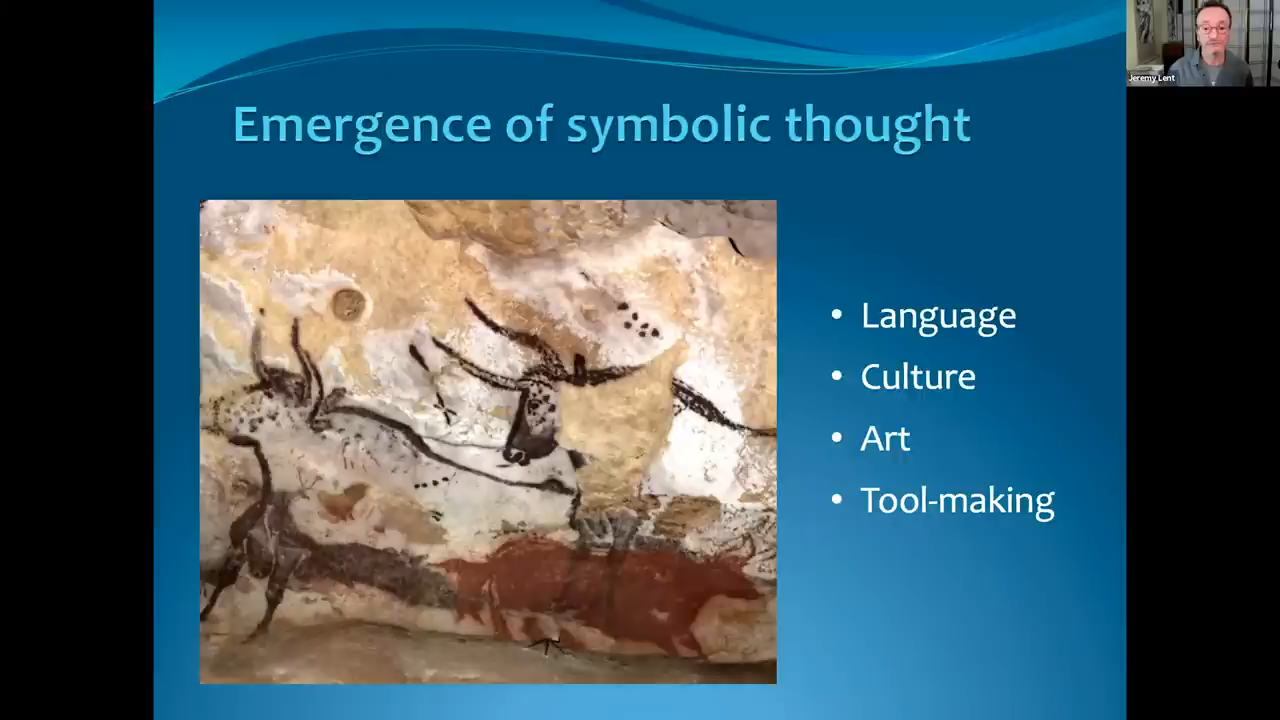 Jeremy Lent
Emergence of symbolic thought
• Language
• Culture
• Art
• Tool-making